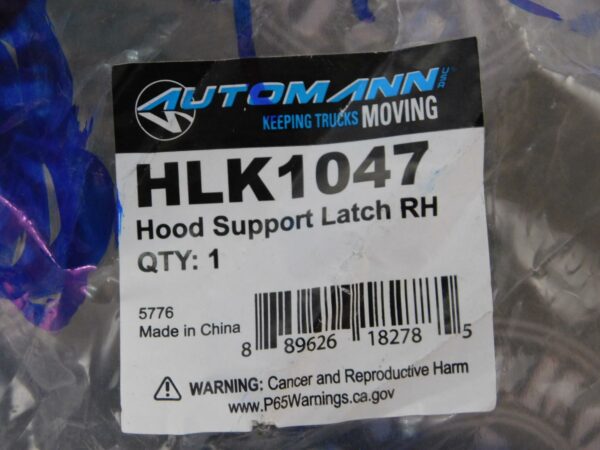 AUTOMANN USA
KEEPING TRUCKS MOVING
HLK1047
Hood Support Latch RH
QTY: 1
5776
Made in China
8 89626 18278 5
WARNING: Cancer and Reproductive Harm
www.P65Warnings.ca.gov